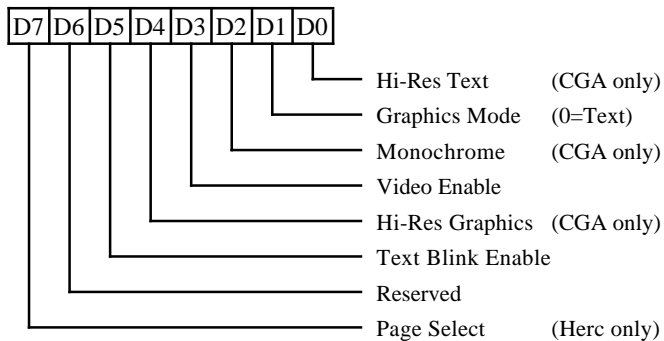 D7 D6 D5 D4 D3 D2 D1 D0
Hi-Res Text (CGA only)
Graphics Mode (0=Text)
Monochrome (CGA only)
Video Enable
Hi-Res Graphics (CGA only)
Text Blink Enable
Reserved
Page Select (Herc only)